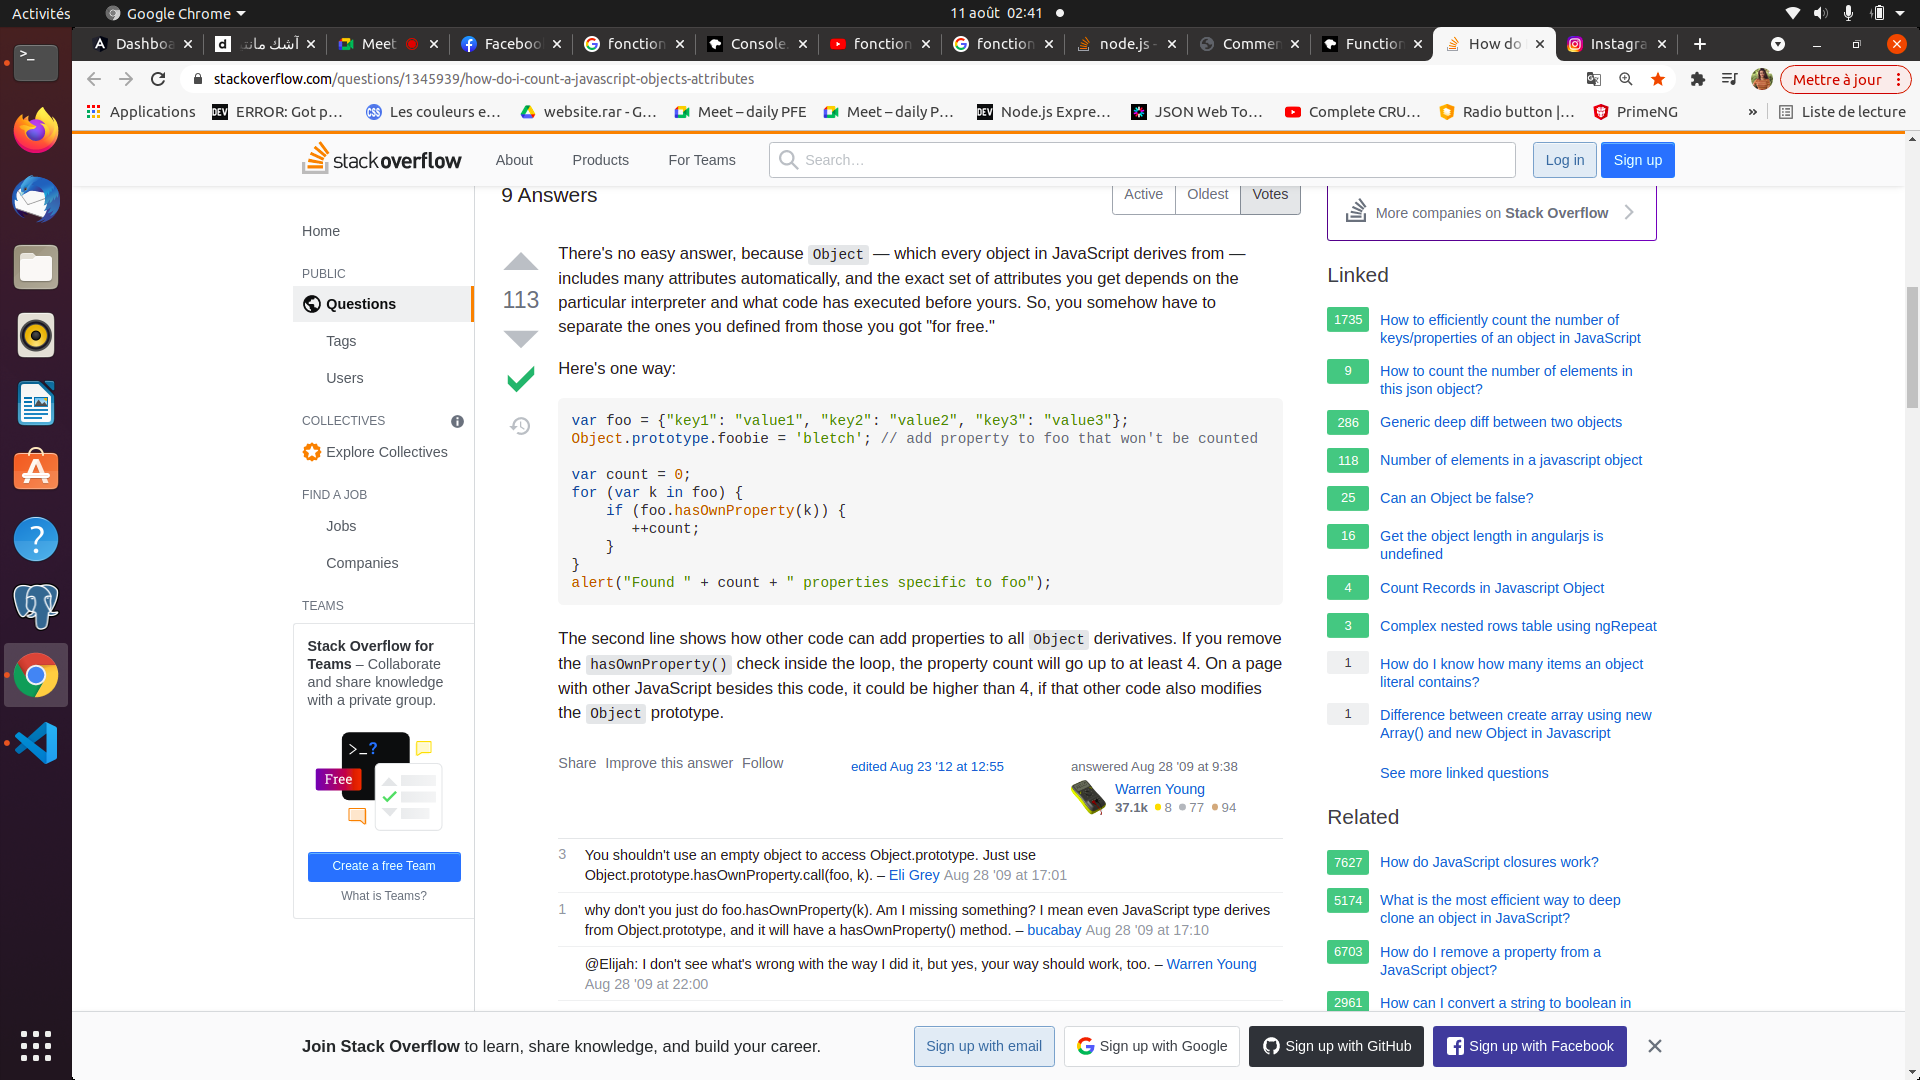 Activités
Google Chrome
11 août 02:41
Dashboa
آشك مانتي
Meet
Faceboo
fonction
Console.
fonction
fonction
node.js -
Commen
Function
How do
Instagra
stackoverflow.com/questions/1345939/how-do-i-count-a-javascript-objects-attributes
Mettre à jour
Applications
ERROR: Got p…
Les couleurs e…
website.rar - G…
Meet – daily PFE
Meet – daily P…
Node.js Expre…
JSON Web To…
Complete CRU…
Radio button |…
PrimeNG
»
Liste de lecture
stackoverflow
About
Products
For Teams
Search…
Log in
Sign up
Home
PUBLIC
Questions
Tags
Users
COLLECTIVES
Explore Collectives
FIND A JOB
Jobs
Companies
TEAMS
Stack Overflow for
Teams – Collaborate
and share knowledge
with a private group.
>_?
Free
Create a free Team
What is Teams?
9 Answers
Active
Oldest
Votes
113
There's no easy answer, because Object — which every object in JavaScript derives from —
includes many attributes automatically, and the exact set of attributes you get depends on the
particular interpreter and what code has executed before yours. So, you somehow have to
separate the ones you defined from those you got "for free."
Here's one way:
var foo = {"key1": "value1", "key2": "value2", "key3": "value3"};
Object.prototype.foobie = 'bletch'; // add property to foo that won't be counted
var count = 0;
for (var k in foo) {
    if (foo.hasOwnProperty(k)) {
       ++count;
    }
}
alert("Found " + count + " properties specific to foo");
The second line shows how other code can add properties to all Object derivatives. If you remove
the hasOwnProperty() check inside the loop, the property count will go up to at least 4. On a page
with other JavaScript besides this code, it could be higher than 4, if that other code also modifies
the Object prototype.
Share Improve this answer Follow
edited Aug 23 '12 at 12:55
answered Aug 28 '09 at 9:38
Warren Young
37.1k 8 77 94
3 You shouldn't use an empty object to access Object.prototype. Just use
Object.prototype.hasOwnProperty.call(foo, k). – Eli Grey Aug 28 '09 at 17:01
1 why don't you just do foo.hasOwnProperty(k). Am I missing something? I mean even JavaScript type derives
from Object.prototype, and it will have a hasOwnProperty() method. – bucabay Aug 28 '09 at 17:10
@Elijah: I don't see what's wrong with the way I did it, but yes, your way should work, too. – Warren Young
Aug 28 '09 at 22:00
More companies on Stack Overflow
Linked
1735 How to efficiently count the number of
keys/properties of an object in JavaScript
9 How to count the number of elements in
this json object?
286 Generic deep diff between two objects
118 Number of elements in a javascript object
25 Can an Object be false?
16 Get the object length in angularjs is
undefined
4 Count Records in Javascript Object
3 Complex nested rows table using ngRepeat
1 How do I know how many items an object
literal contains?
1 Difference between create array using new
Array() and new Object in Javascript
See more linked questions
Related
7627 How do JavaScript closures work?
5174 What is the most efficient way to deep
clone an object in JavaScript?
6703 How do I remove a property from a
JavaScript object?
2961 How can I convert a string to boolean in
Join Stack Overflow to learn, share knowledge, and build your career.
Sign up with email
Sign up with Google
Sign up with GitHub
Sign up with Facebook